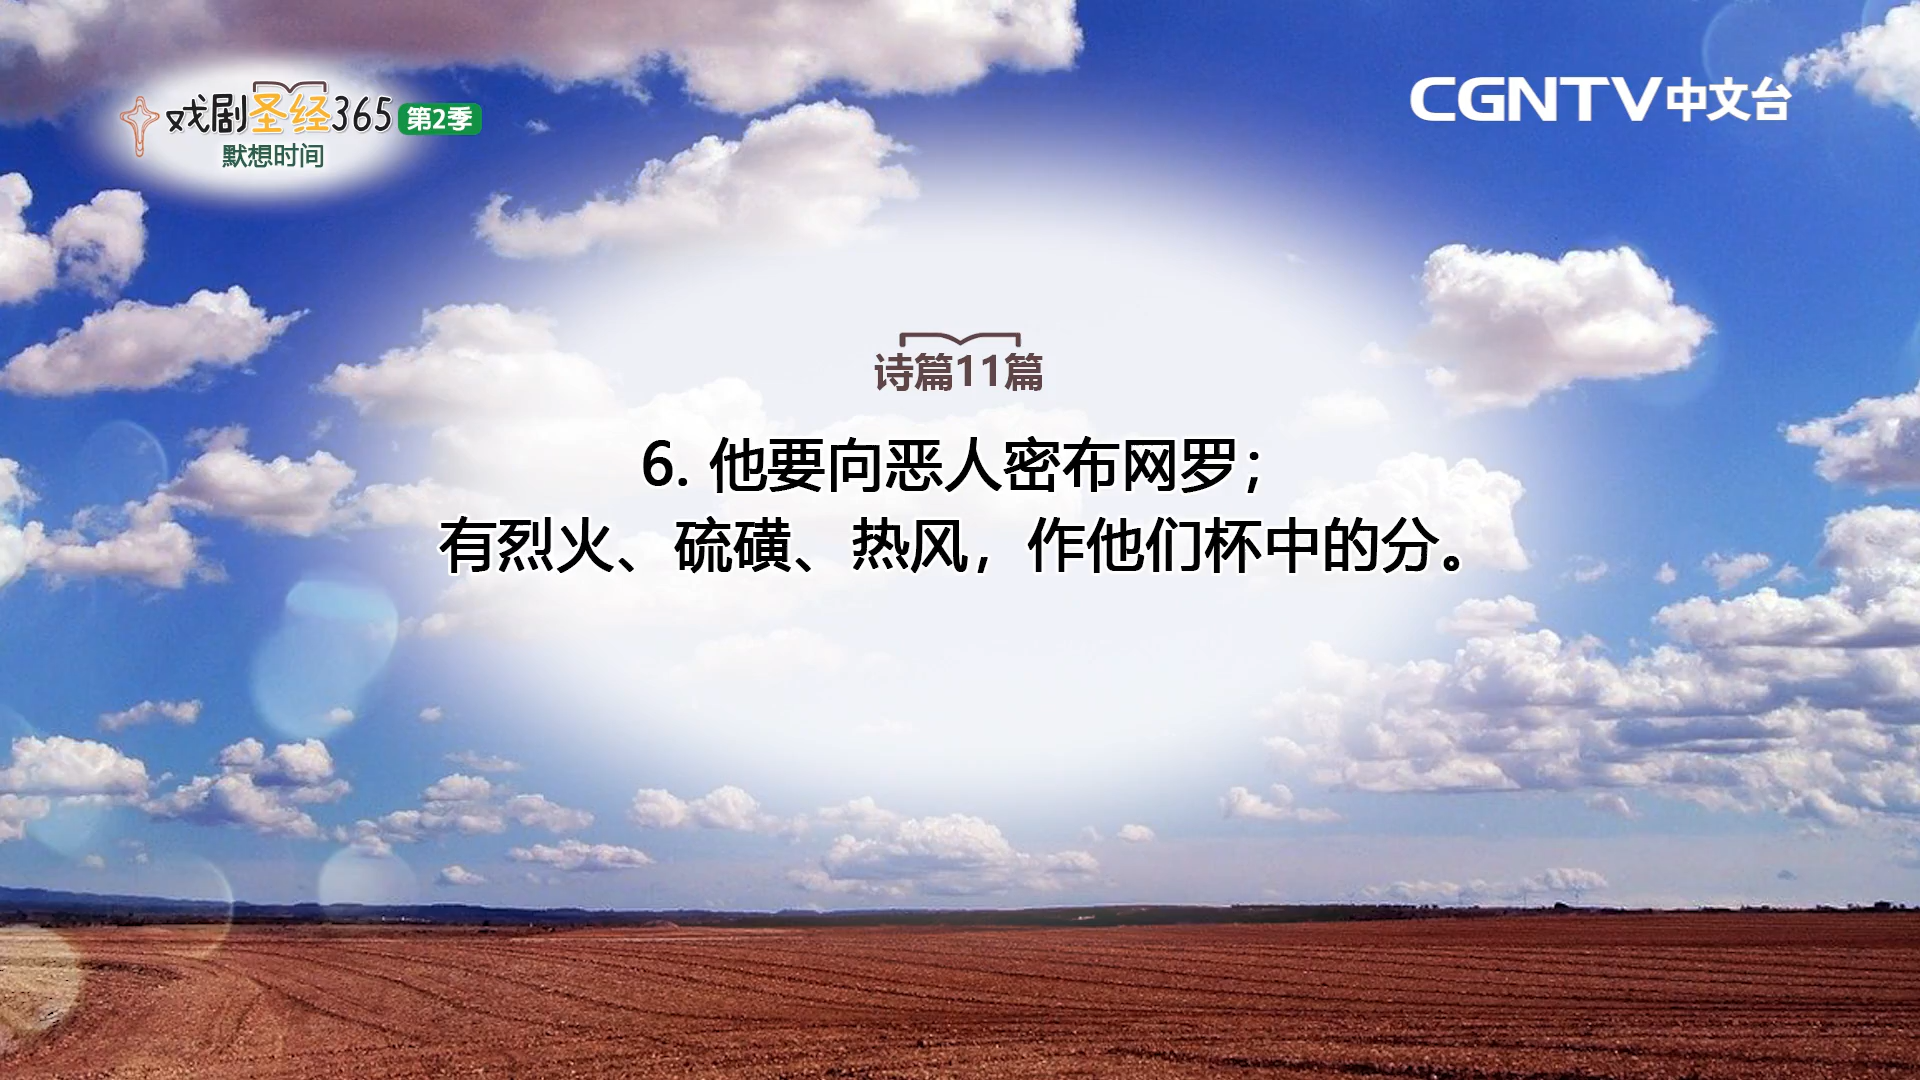 戏剧圣经365 第2季
默想时间
CGNTV中文台
诗篇11篇
6. 他要向恶人密布网罗；
有烈火、硫磺、热风，作他们杯中的分。